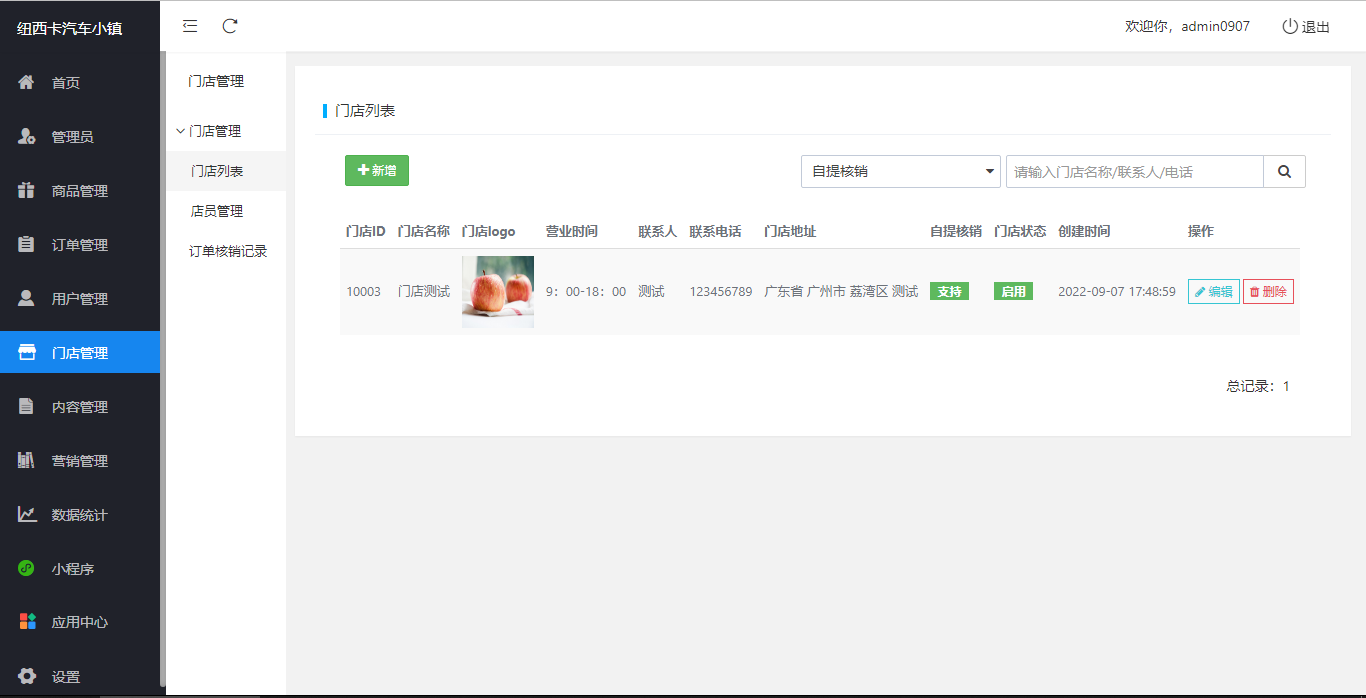 纽西卡汽车小镇
欢迎你，admin0907 退出
首页
管理员
商品管理
订单管理
用户管理
门店管理
内容管理
营销管理
数据统计
小程序
应用中心
设置
门店管理
门店管理
门店列表
店员管理
订单核销记录
门店列表
新增 自提核销 请输入门店名称/联系人/电话
门店ID 门店名称 门店logo 营业时间 联系人 联系电话 门店地址 自提核销 门店状态 创建时间 操作
10003 门店测试 9：00-18：00 测试 123456789 广东省 广州市 荔湾区 测试 支持 启用 2022-09-07 17:48:59 编辑 删除
总记录：1